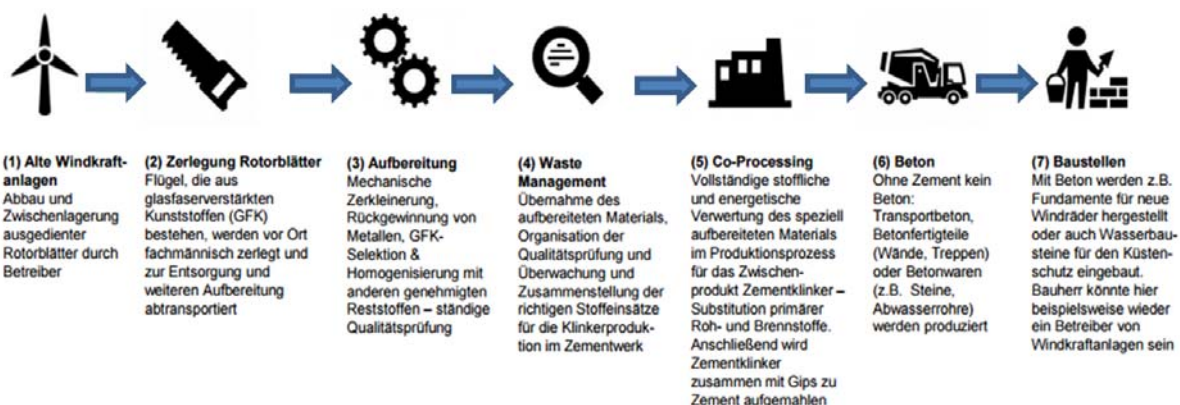 (1) Alte Windkraft-
anlagen
Abbau und
Zwischenlagerung
ausgedienter
Rotorblätter durch
Betreiber
(2) Zerlegung Rotorblätter
Flügel, die aus
glasfaserverstärkten
Kunststoffen (GFK)
bestehen, werden vor Ort
fachmännisch zerlegt und
zur Entsorgung und
weiteren Aufbereitung
abtransportiert
(3) Aufbereitung
Mechanische
Zerkleinerung,
Rückgewinnung von
Metallen, GFK-
Selektion &
Homogenisierung mit
anderen genehmigten
Reststoffen – ständige
Qualitätsprüfung
(4) Waste
Management
Übernahme des
aufbereiteten Materials,
Organisation der
Qualitätsprüfung und
Überwachung und
Zusammenstellung der
richtigen Stoffeinsätze
für die Klinkerproduk-
tion im Zementwerk
(5) Co-Processing
Vollständige stoffliche
und energetische
Verwertung des speziell
aufbereiteten Materials
im Produktionsprozess
für das Zwischen-
produkt Zementklinker –
Substitution primärer
Roh- und Brennstoffe.
Anschließend wird
Zementklinker
zusammen mit Gips zu
Zement aufgemahlen
(6) Beton
Ohne Zement kein
Beton:
Transportbeton,
Betonfertigteile
(Wände, Treppen)
oder Betonwaren
(z.B. Steine,
Abwasserrohre)
werden produziert
(7) Baustellen
Mit Beton werden z.B.
Fundamente für neue
Windräder hergestellt
oder auch Wasserbau-
steine für den Küsten-
schutz eingebaut.
Bauherr könnte hier
beispielsweise wieder
ein Betreiber von
Windkraftanlagen sein